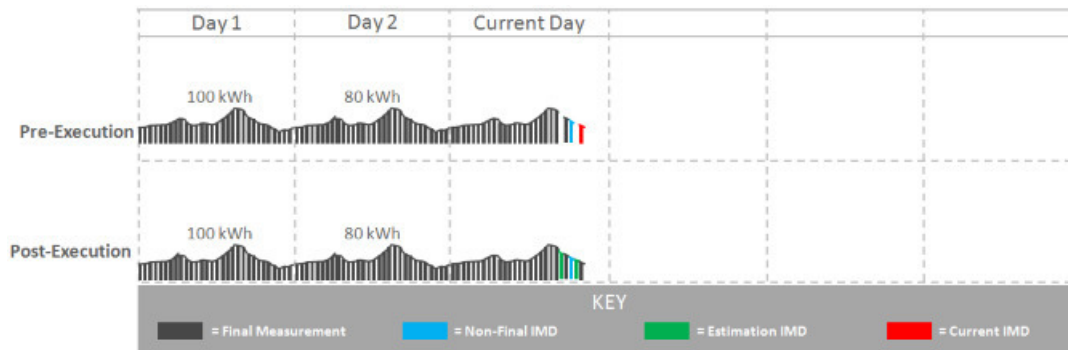 Day 1 Day 2 Current Day
100 kWh 80 kWh
Pre-Execution
100 kWh 80 kWh
Post-Execution
KEY
= Final Measurement = Non-Final IMD = Estimation IMD = Current IMD